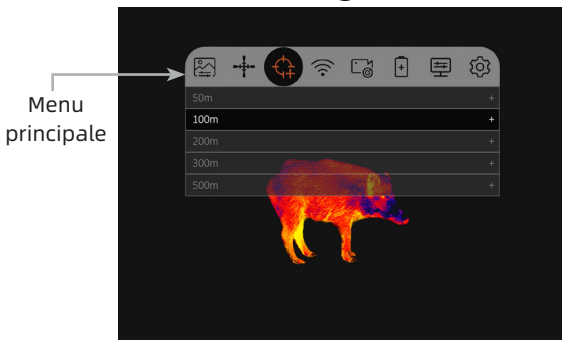 Menu
principale
50m +
100m +
200m +
300m +
500m +